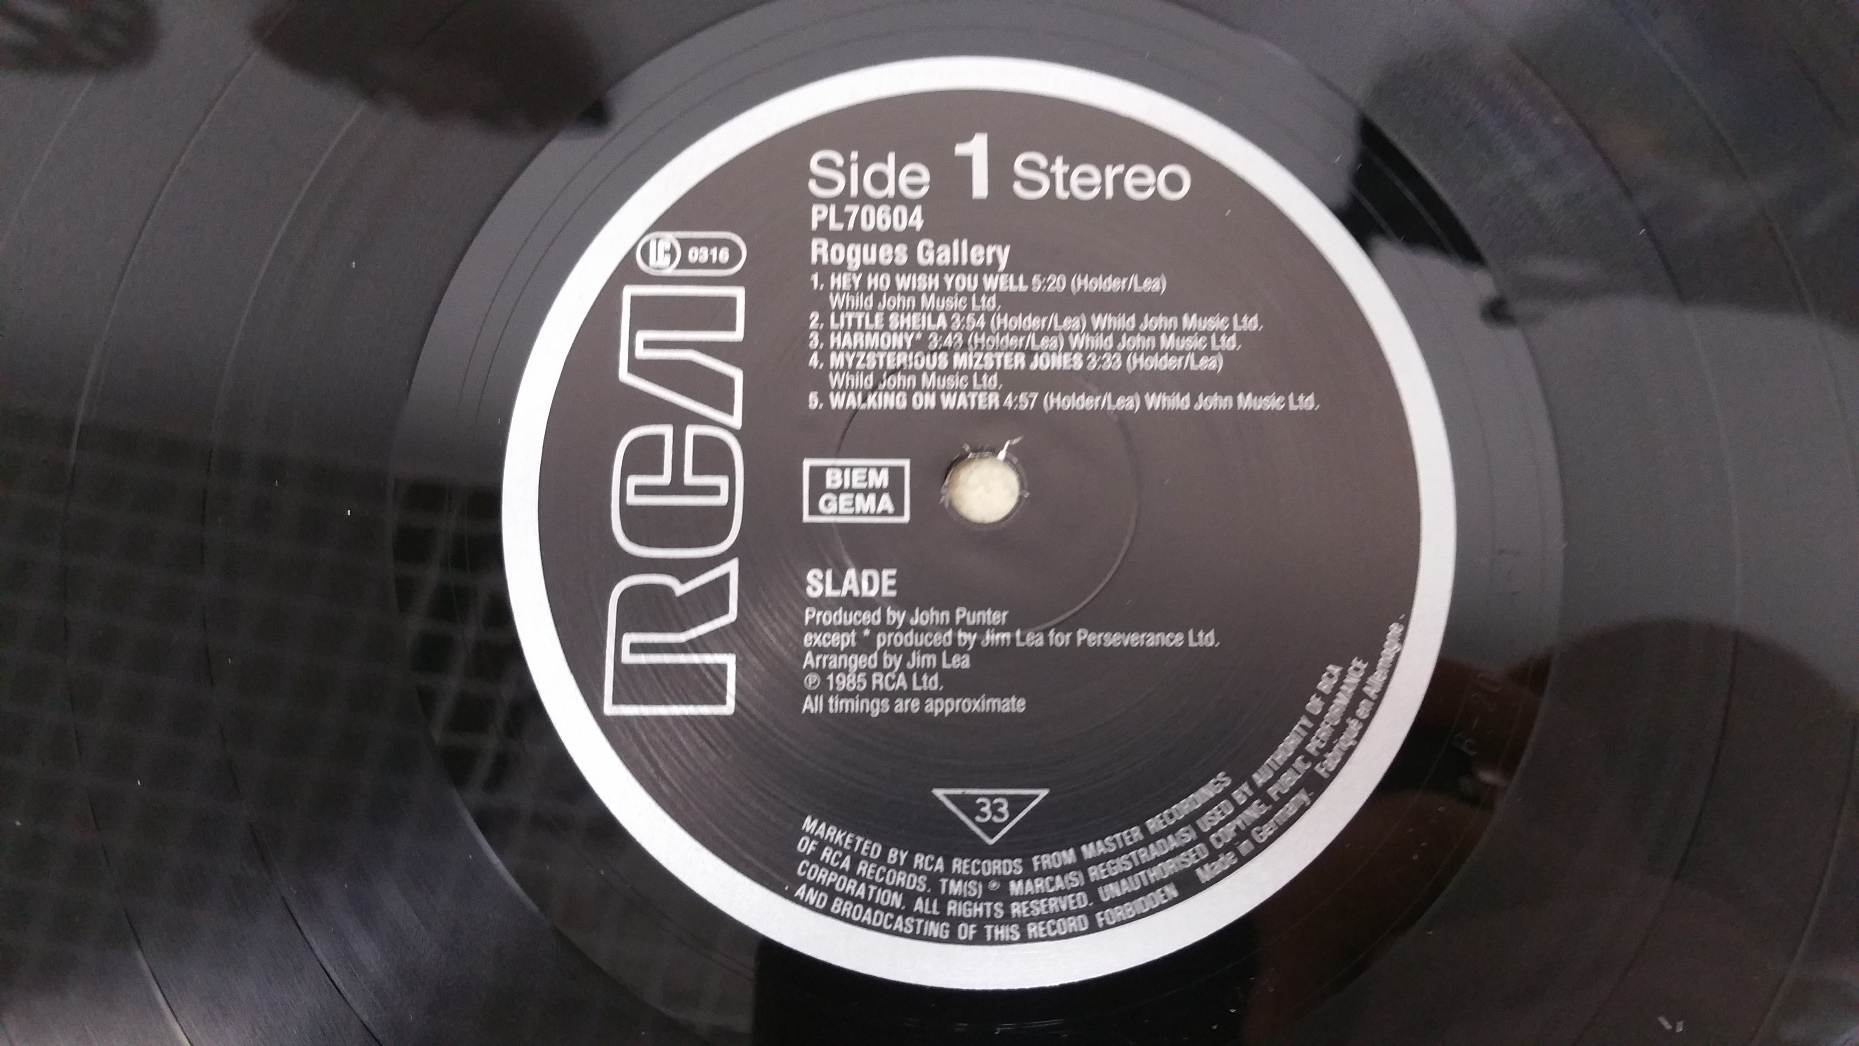 Side 1 Stereo
PL70604
Rogues Gallery
1. HEY HO WISH YOU WELL 5:20 (Holder/Lea)
Whild John Music Ltd.
2. LITTLE SHEILA 3:54 (Holder/Lea) Whild John Music Ltd.
3. HARMONY* 3:43 (Holder/Lea) Whild John Music Ltd.
4. MYZSTERIOUS MIZSTER JONES 3:33 (Holder/Lea)
Whild John Music Ltd.
5. WALKING ON WATER 4:57 (Holder/Lea) Whild John Music Ltd.
LC 0316
RCA
BIEM
GEMA
SLADE
Produced by John Punter
except * produced by Jim Lea for Perseverance Ltd.
Arranged by Jim Lea
℗ 1985 RCA Ltd.
All timings are approximate
33
MARKETED BY RCA RECORDS FROM MASTER RECORDINGS
OF RCA RECORDS. TM(S) ® MARCA(S) REGISTRADA(S) USED BY AUTHORITY OF RCA
CORPORATION. ALL RIGHTS RESERVED. UNAUTHORISED COPYING, PUBLIC PERFORMANCE
AND BROADCASTING OF THIS RECORD FORBIDDEN Made in Germany. Fabriqué en Allemagne.